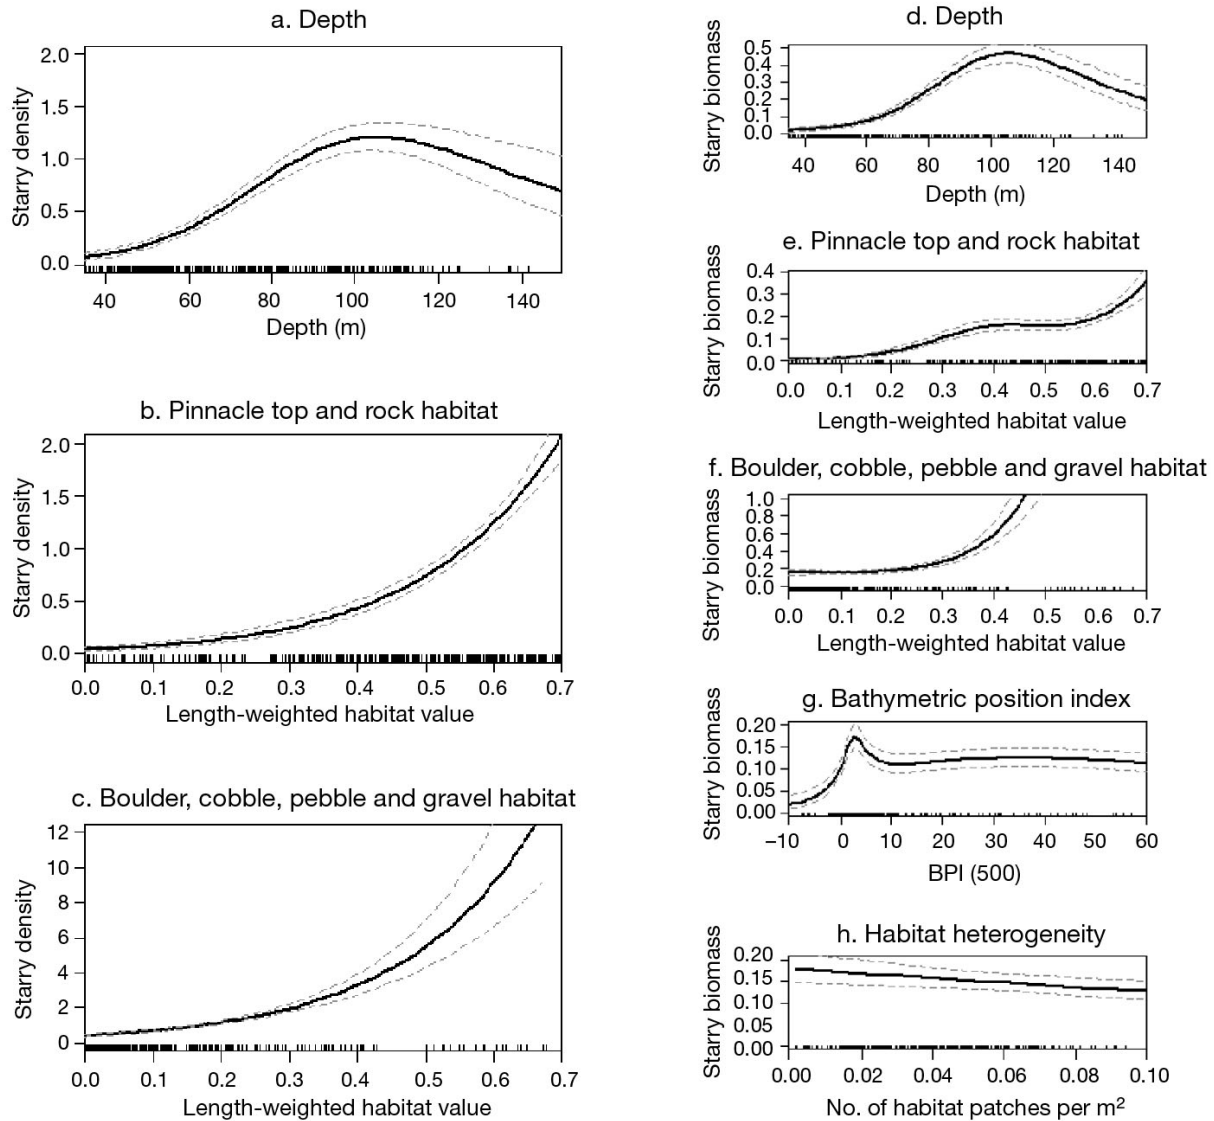 a. Depth
Starry density
2.0
1.5
1.0
0.5
0.0
40 60 80 100 120 140
Depth (m)
b. Pinnacle top and rock habitat
Starry density
2.0
1.5
1.0
0.5
0.0
0.0 0.1 0.2 0.3 0.4 0.5 0.6 0.7
Length-weighted habitat value
c. Boulder, cobble, pebble and gravel habitat
Starry density
12
10
8
6
4
2
0
0.0 0.1 0.2 0.3 0.4 0.5 0.6 0.7
Length-weighted habitat value
d. Depth
Starry biomass
0.5
0.4
0.3
0.2
0.1
0.0
40 60 80 100 120 140
Depth (m)
e. Pinnacle top and rock habitat
Starry biomass
0.4
0.3
0.2
0.1
0.0
0.0 0.1 0.2 0.3 0.4 0.5 0.6 0.7
Length-weighted habitat value
f. Boulder, cobble, pebble and gravel habitat
Starry biomass
1.0
0.8
0.6
0.4
0.2
0.0
0.0 0.1 0.2 0.3 0.4 0.5 0.6 0.7
Length-weighted habitat value
g. Bathymetric position index
Starry biomass
0.20
0.15
0.10
0.05
0.00
−10 0 10 20 30 40 50 60
BPI (500)
h. Habitat heterogeneity
Starry biomass
0.20
0.15
0.10
0.05
0.00
0.00 0.02 0.04 0.06 0.08 0.10
No. of habitat patches per m²